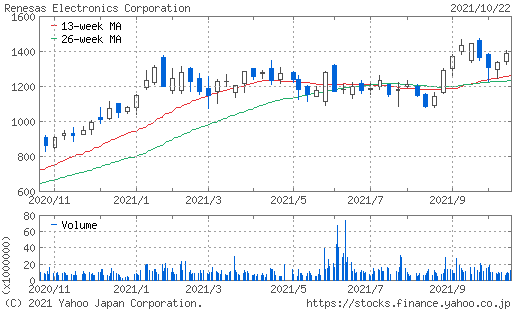 Renesas Electronics Corporation 2021/10/22
1600
13-week MA
26-week MA
1400
1200
1000
800
600
2020/11 2021/1 2021/3 2021/5 2021/7 2021/9
80
Volume
60
40
20
0
(x1000000)
2020/11 2021/1 2021/3 2021/5 2021/7 2021/9
(C) 2021 Yahoo Japan Corporation. https://stocks.finance.yahoo.co.jp/